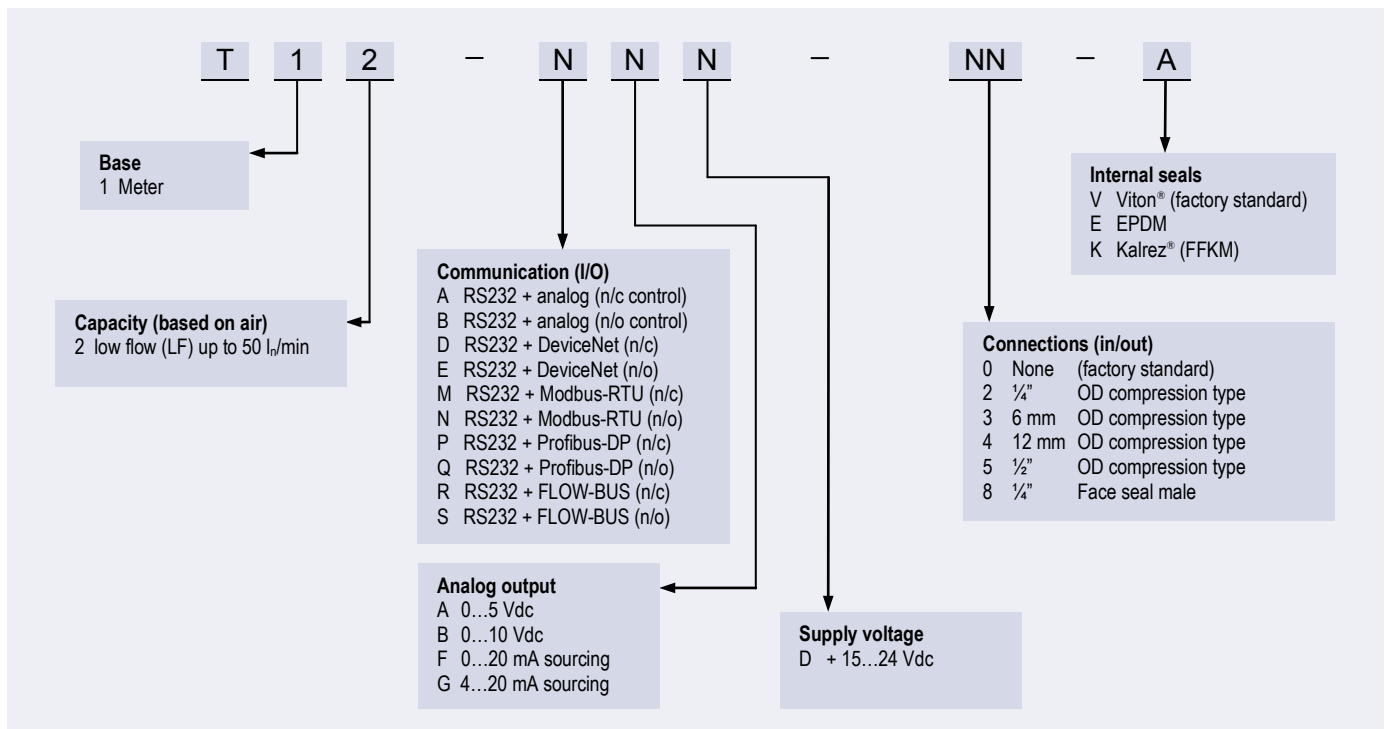 T 1 2 – N N N – NN – A
Base
1 Meter
Internal seals
V Viton® (factory standard)
E EPDM
K Kalrez® (FFKM)
Communication (I/O)
A RS232 + analog (n/c control)
B RS232 + analog (n/o control)
D RS232 + DeviceNet (n/c)
E RS232 + DeviceNet (n/o)
M RS232 + Modbus-RTU (n/c)
N RS232 + Modbus-RTU (n/o)
P RS232 + Profibus-DP (n/c)
Q RS232 + Profibus-DP (n/o)
R RS232 + FLOW-BUS (n/c)
S RS232 + FLOW-BUS (n/o)
Capacity (based on air)
2 low flow (LF) up to 50 lₙ/min
Connections (in/out)
0 None (factory standard)
2 ¼” OD compression type
3 6 mm OD compression type
4 12 mm OD compression type
5 ½” OD compression type
8 ¼” Face seal male
Analog output
A 0…5 Vdc
B 0…10 Vdc
F 0…20 mA sourcing
G 4…20 mA sourcing
Supply voltage
D + 15…24 Vdc